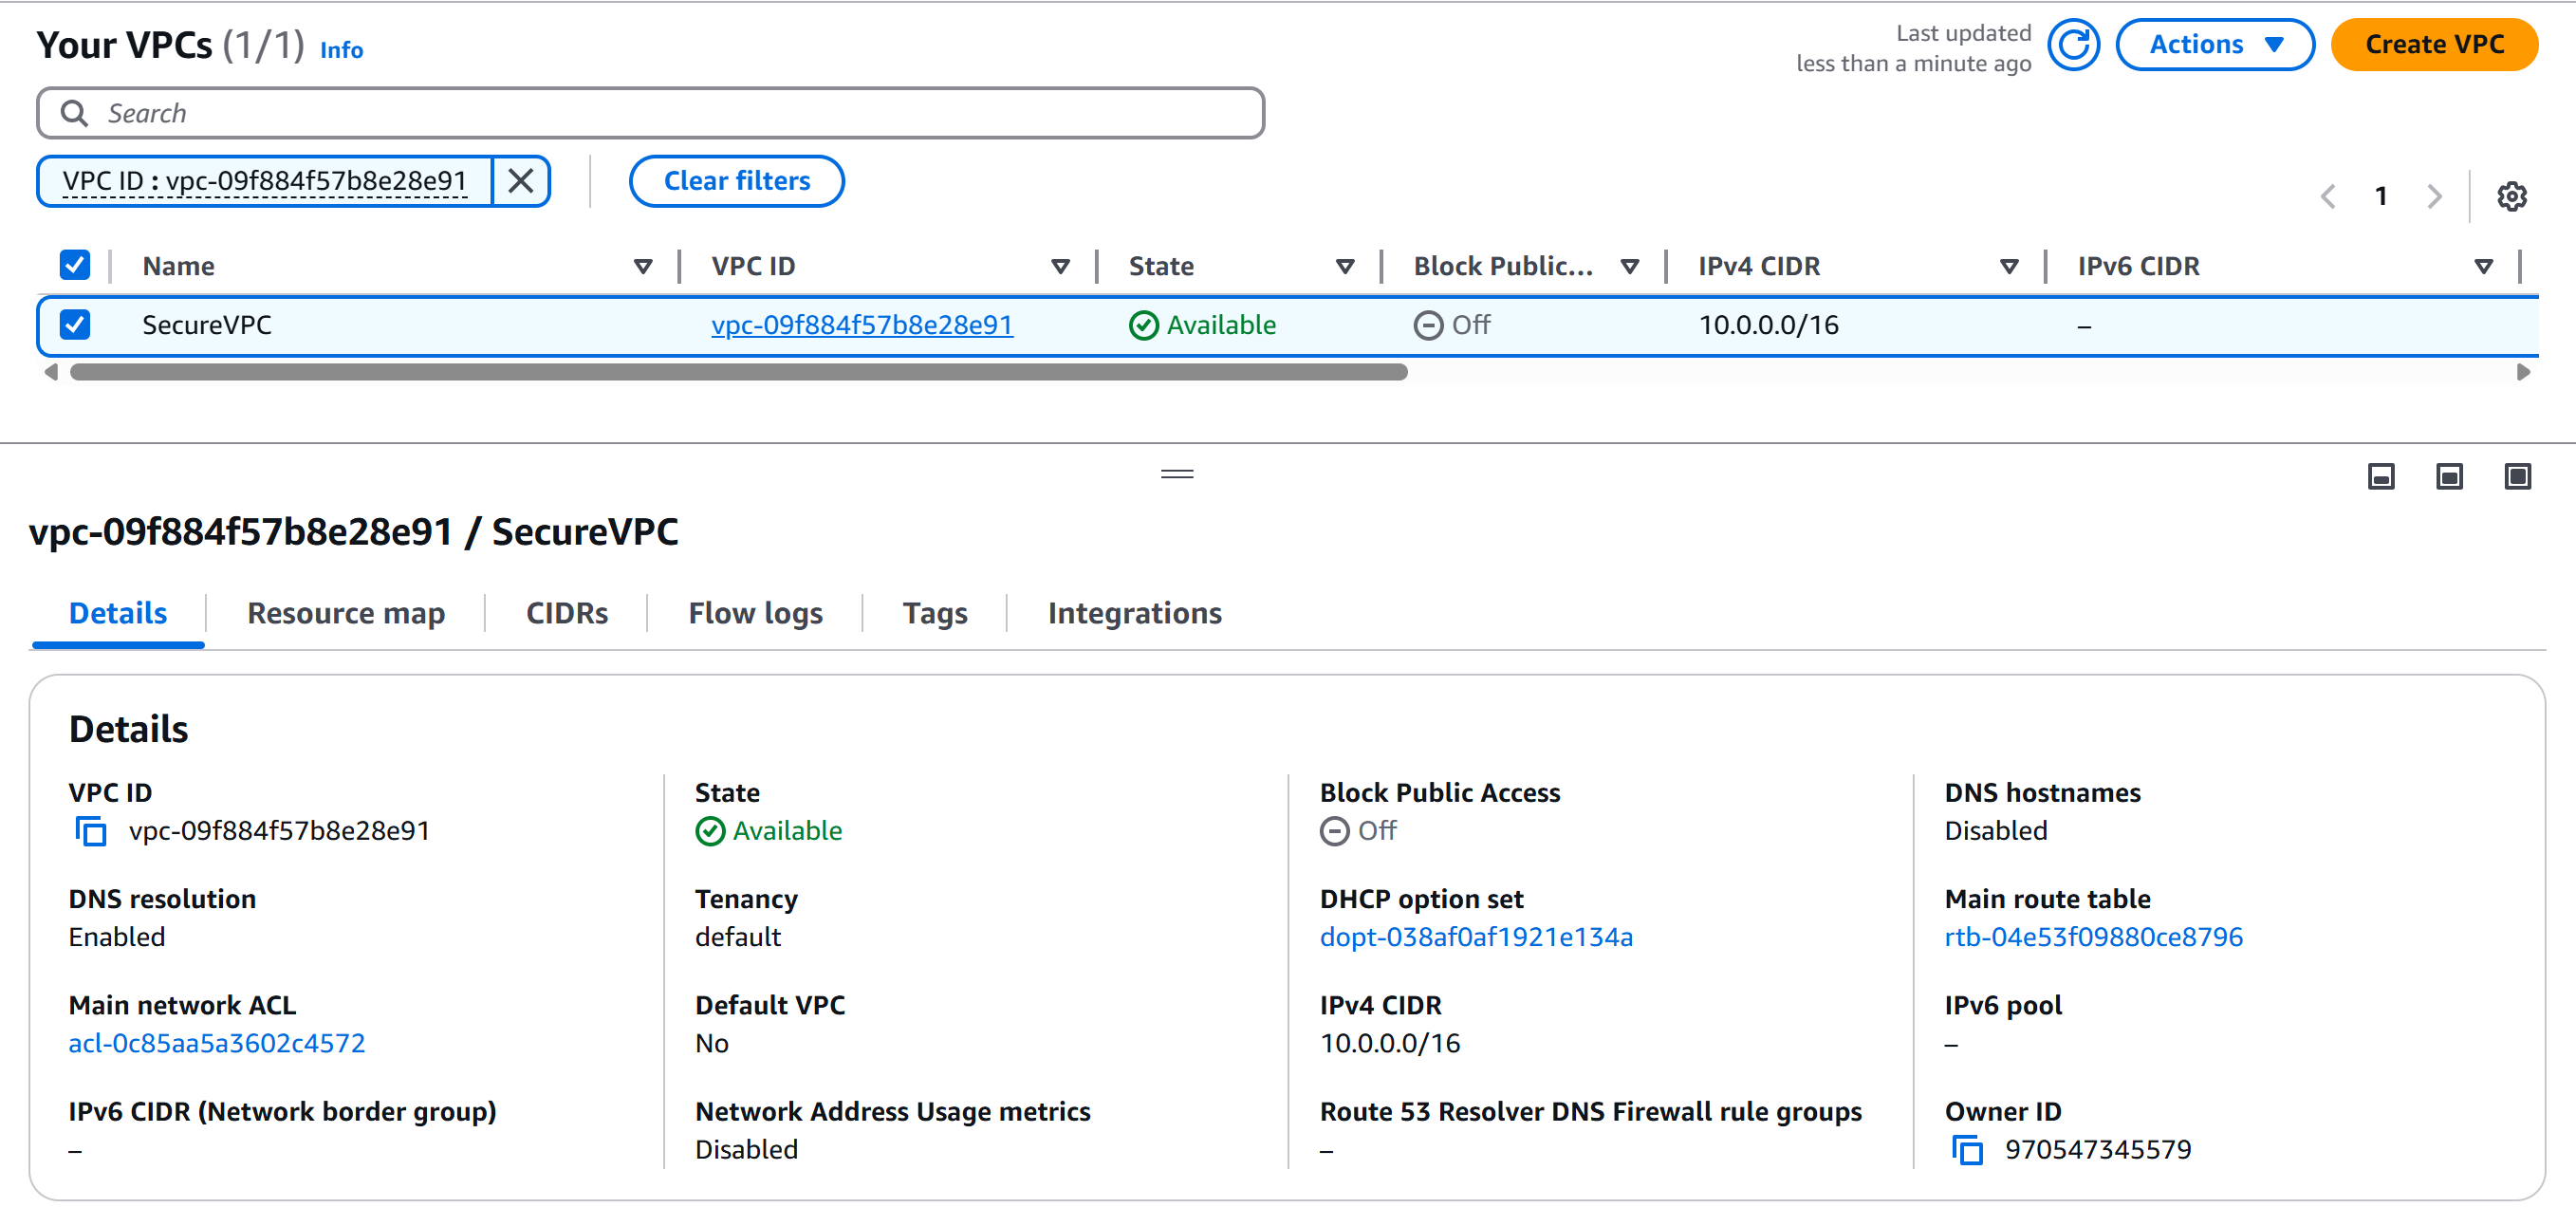 Your VPCs (1/1) Info
Last updated
less than a minute ago
Actions
Create VPC
Search
VPC ID : vpc-09f884f57b8e28e91
Clear filters
1
Name VPC ID State Block Public... IPv4 CIDR IPv6 CIDR
SecureVPC vpc-09f884f57b8e28e91 Available Off 10.0.0.0/16 –
vpc-09f884f57b8e28e91 / SecureVPC
Details Resource map CIDRs Flow logs Tags Integrations
Details
VPC ID
vpc-09f884f57b8e28e91
State
Available
Block Public Access
Off
DNS hostnames
Disabled
DNS resolution
Enabled
Tenancy
default
DHCP option set
dopt-038af0af1921e134a
Main route table
rtb-04e53f09880ce8796
Main network ACL
acl-0c85aa5a3602c4572
Default VPC
No
IPv4 CIDR
10.0.0.0/16
IPv6 pool
–
IPv6 CIDR (Network border group)
–
Network Address Usage metrics
Disabled
Route 53 Resolver DNS Firewall rule groups
–
Owner ID
970547345579